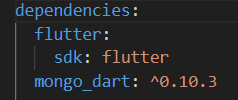 dependencies:
  flutter:
    sdk: flutter
  mongo_dart: ^0.10.3